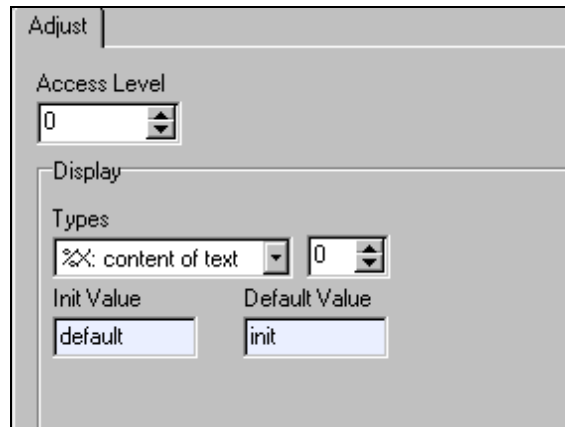 Adjust
Access Level
0
Display
Types
%X: content of text 0
Init Value Default Value
default init